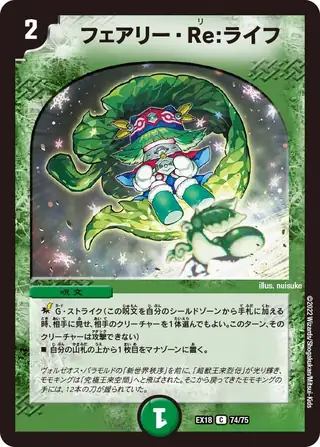 2
フェアリー・Re:ライフ
リ
illus. nuisuke
呪文
G・ストライク(この呪文を自分のシールドゾーンから手札に加える
時、相手に見せ、相手のクリーチャーを1体選んでもよい。このターン、そ
のクリーチャーは攻撃できない)
■自分の山札の上から1枚目をマナゾーンに置く。
ヴォルゼオス・バラモルドの「新世界秩序」を前に、「超獣王来烈伝」が光り輝き、
モモキングは「究極王来空間」へと飛ばされた。そこから戻ってきたモモキングの
手には、12本の刀が握られていた。
1
EX18 C 74/75
©2022 Wizards/Shogakukan/Mitsui-Kids